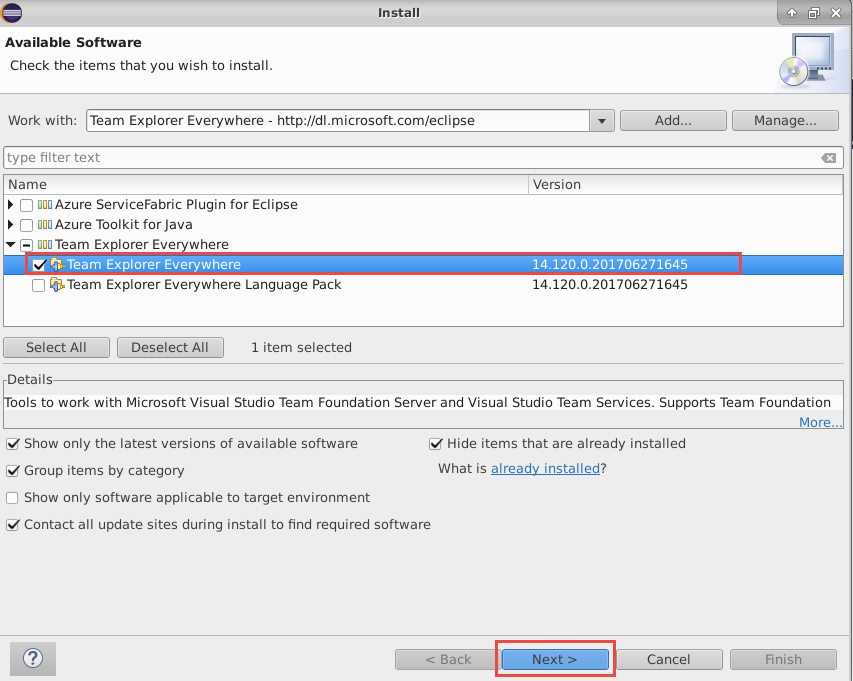 Install
Available Software
Check the items that you wish to install.
Work with: Team Explorer Everywhere - http://dl.microsoft.com/eclipse Add... Manage...
type filter text
Name Version
Azure ServiceFabric Plugin for Eclipse
Azure Toolkit for Java
Team Explorer Everywhere
Team Explorer Everywhere 14.120.0.201706271645
Team Explorer Everywhere Language Pack 14.120.0.201706271645
Select All Deselect All 1 item selected
Details
Tools to work with Microsoft Visual Studio Team Foundation Server and Visual Studio Team Services. Supports Team Foundation
More...
Show only the latest versions of available software Hide items that are already installed
Group items by category What is already installed?
Show only software applicable to target environment
Contact all update sites during install to find required software
? < Back Next > Cancel Finish